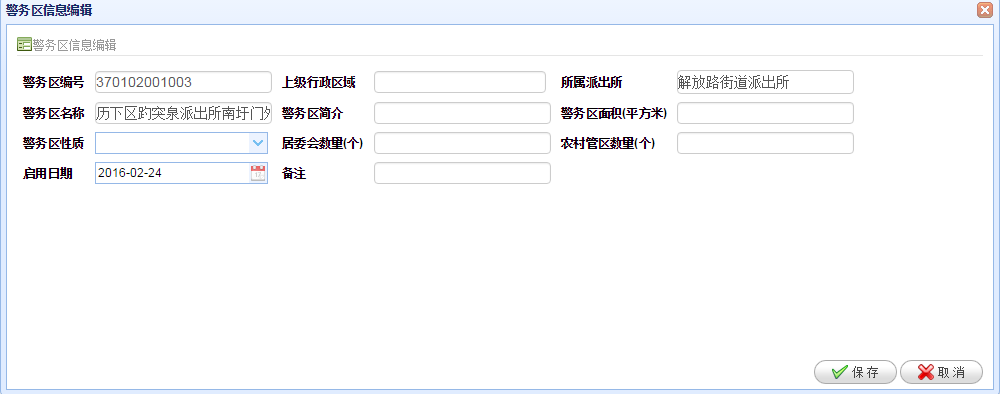 警务区信息编辑
警务区信息编辑
警务区编号 370102001003 上级行政区域 所属派出所 解放路街道派出所
警务区名称 历下区趵突泉派出所南圩门外 警务区简介 警务区面积(平方米)
警务区性质 居委会数量(个) 农村管区数量(个)
启用日期 2016-02-24 备注
保存 取消